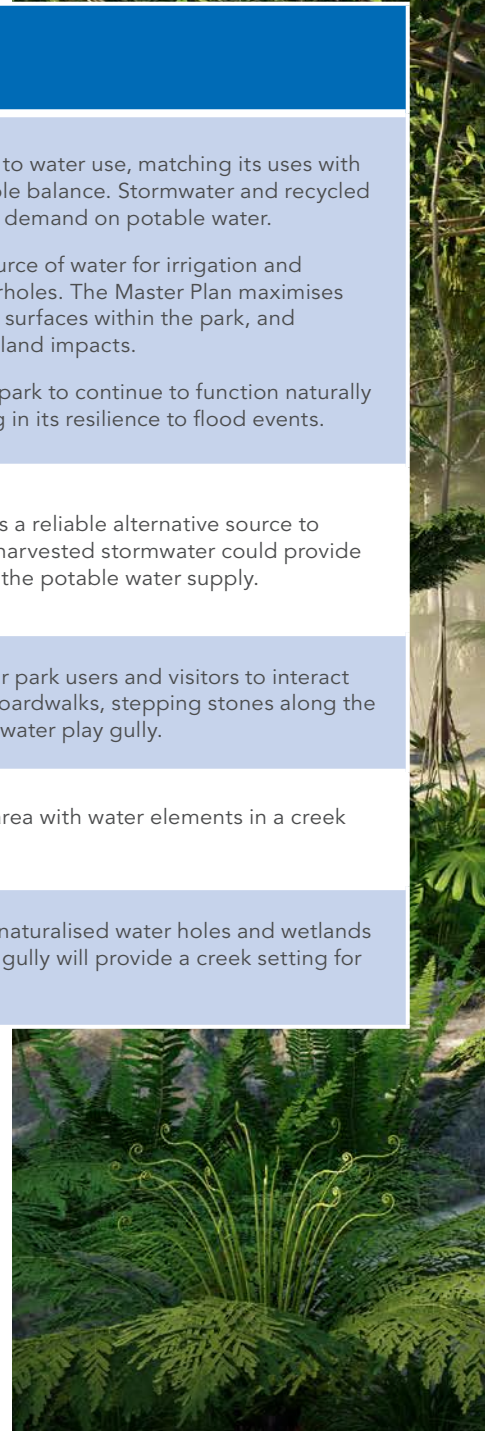 to water use, matching its uses with
ble balance. Stormwater and recycled
demand on potable water.
urce of water for irrigation and
rholes. The Master Plan maximises
surfaces within the park, and
land impacts.
park to continue to function naturally
g in its resilience to flood events.
s a reliable alternative source to
harvested stormwater could provide
the potable water supply.
r park users and visitors to interact
oardwalks, stepping stones along the
water play gully.
area with water elements in a creek
naturalised water holes and wetlands
gully will provide a creek setting for